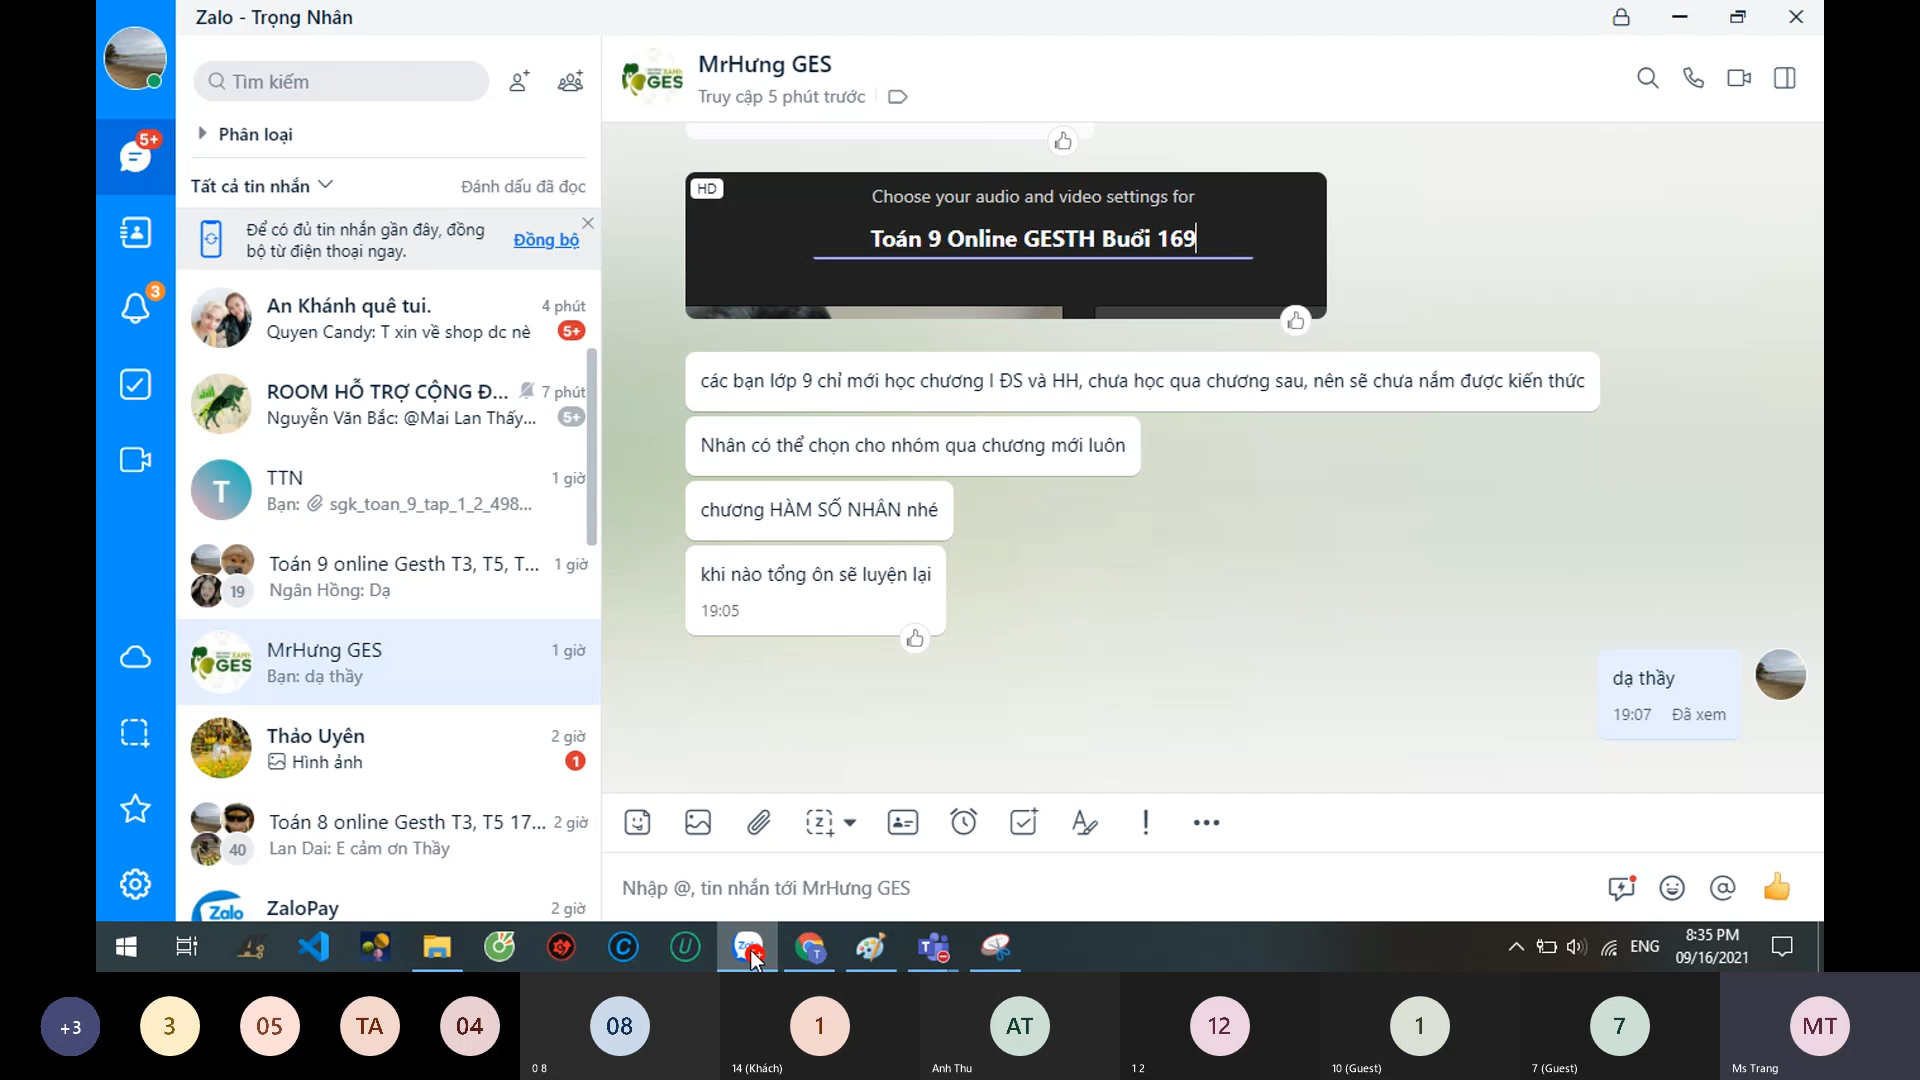 Zalo - Trọng Nhân
Tìm kiếm
5+
Phân loại
Tất cả tin nhắn
Đánh dấu đã đọc
Để có đủ tin nhắn gần đây, đồng
bộ từ điện thoại ngay.
Đồng bộ
3
An Khánh quê tui.
4 phút
Quyen Candy: T xin về shop dc nè
5+
ROOM HỖ TRỢ CỘNG Đ...
7 phút
Nguyễn Văn Bắc: @Mai Lan Thấy...
5+
T
TTN
1 giờ
Bạn: sgk_toan_9_tap_1_2_498...
Toán 9 online Gesth T3, T5, T...
1 giờ
19
Ngân Hồng: Dạ
XANH
GES
MrHưng GES
1 giờ
Bạn: dạ thầy
Thảo Uyên
2 giờ
Hình ảnh
1
Toán 8 online Gesth T3, T5 17...
2 giờ
40
Lan Dai: E cảm ơn Thầy
Zalo
ZaloPay
2 giờ
XANH
GES
MrHưng GES
Truy cập 5 phút trước
HD
Choose your audio and video settings for
Toán 9 Online GESTH Buổi 169
các bạn lớp 9 chỉ mới học chương I ĐS và HH, chưa học qua chương sau, nên sẽ chưa nắm được kiến thức
Nhân có thể chọn cho nhóm qua chương mới luôn
chương HÀM SỐ NHÂN nhé
khi nào tổng ôn sẽ luyện lại
19:05
dạ thầy
19:07 Đã xem
Nhập @, tin nhắn tới MrHưng GES
ENG
8:35 PM
09/16/2021
+3
3
05
TA
04
08
1
AT
12
1
7
MT
0 8
14 (Khách)
Anh Thu
1 2
10 (Guest)
7 (Guest)
Ms Trang